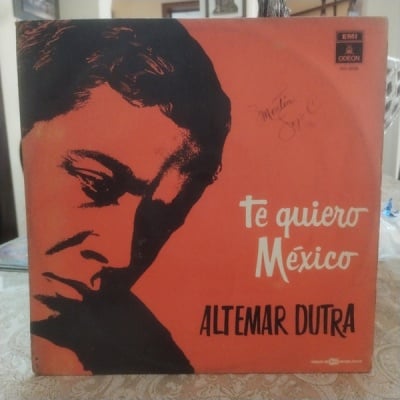 EMI
ODEON
te quiero
México
ALTEMAR DUTRA